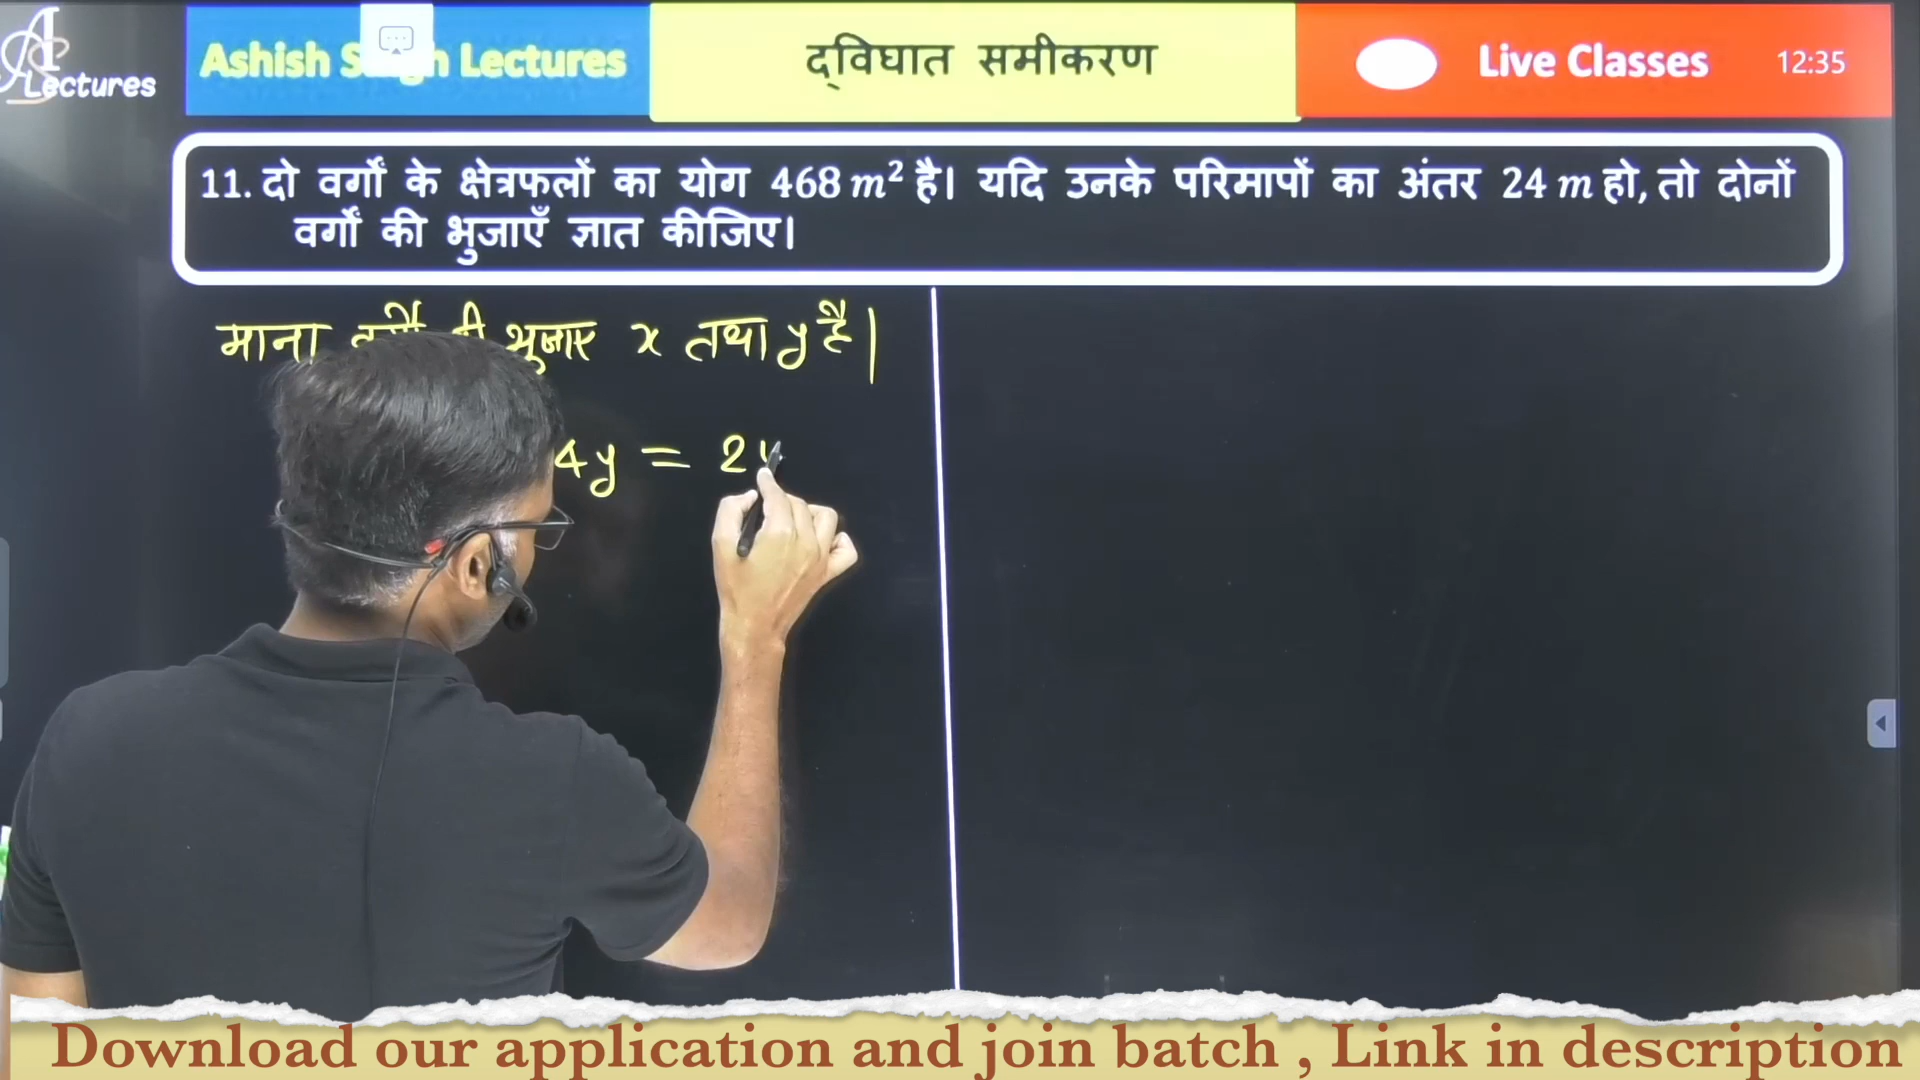 A
Lectures
Ashish S h Lectures
द्विघात समीकरण
Live Classes
12:35
11. दो वर्गों के क्षेत्रफलों का योग 468 m² है। यदि उनके परिमापों का अंतर 24 m हो, तो दोनों
वर्गों की भुजाएँ ज्ञात कीजिए।
माना भुजाए x तथा y है।
4y = 2
Download our application and join batch , Link in description